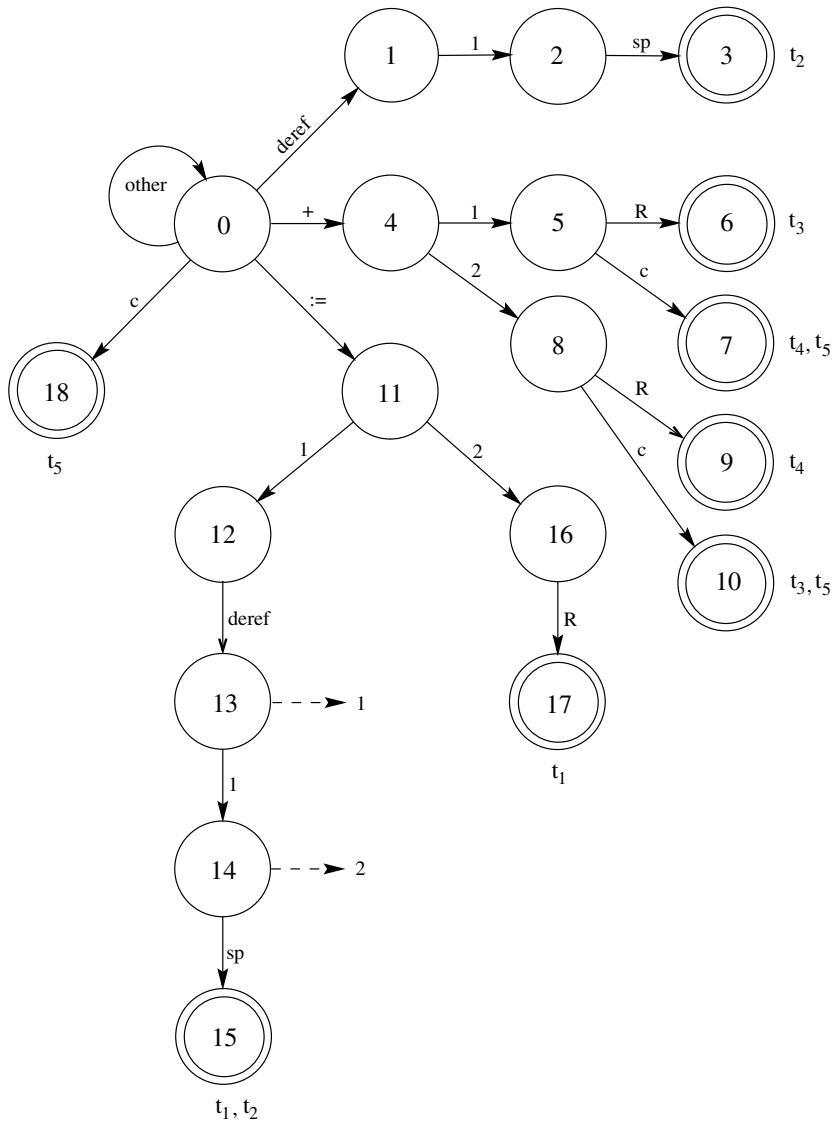 1 1 2 sp 3 t2
deref
other
0 + 4 1 5 R 6 t3
2 c
c := 8 7 t4, t5
R
18 11 c 9 t4
t5 1 2
12 16 10 t3, t5
deref R
13 1 17
t1
1
14 2
sp
15
t1, t2